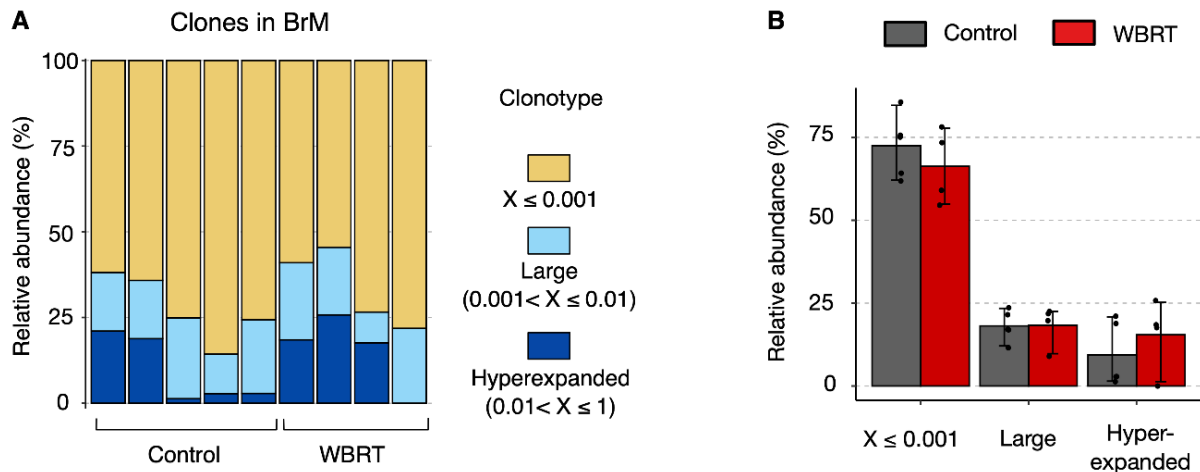 A
Clones in BrM
Relative abundance (%)
100
75
50
25
0
Control
WBRT
Clonotype
X ≤ 0.001
Large
(0.001< X ≤ 0.01)
Hyperexpanded
(0.01< X ≤ 1)
B
Control
WBRT
Relative abundance (%)
75
50
25
0
X ≤ 0.001
Large
Hyper-
expanded